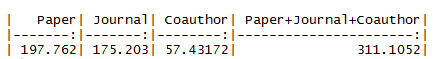 | Paper| Journal| Coauthor| Paper+Journal+Coauthor|
|-------:|-------:|--------:|----------------------:|
| 197.762| 175.203| 57.43172| 311.1052|